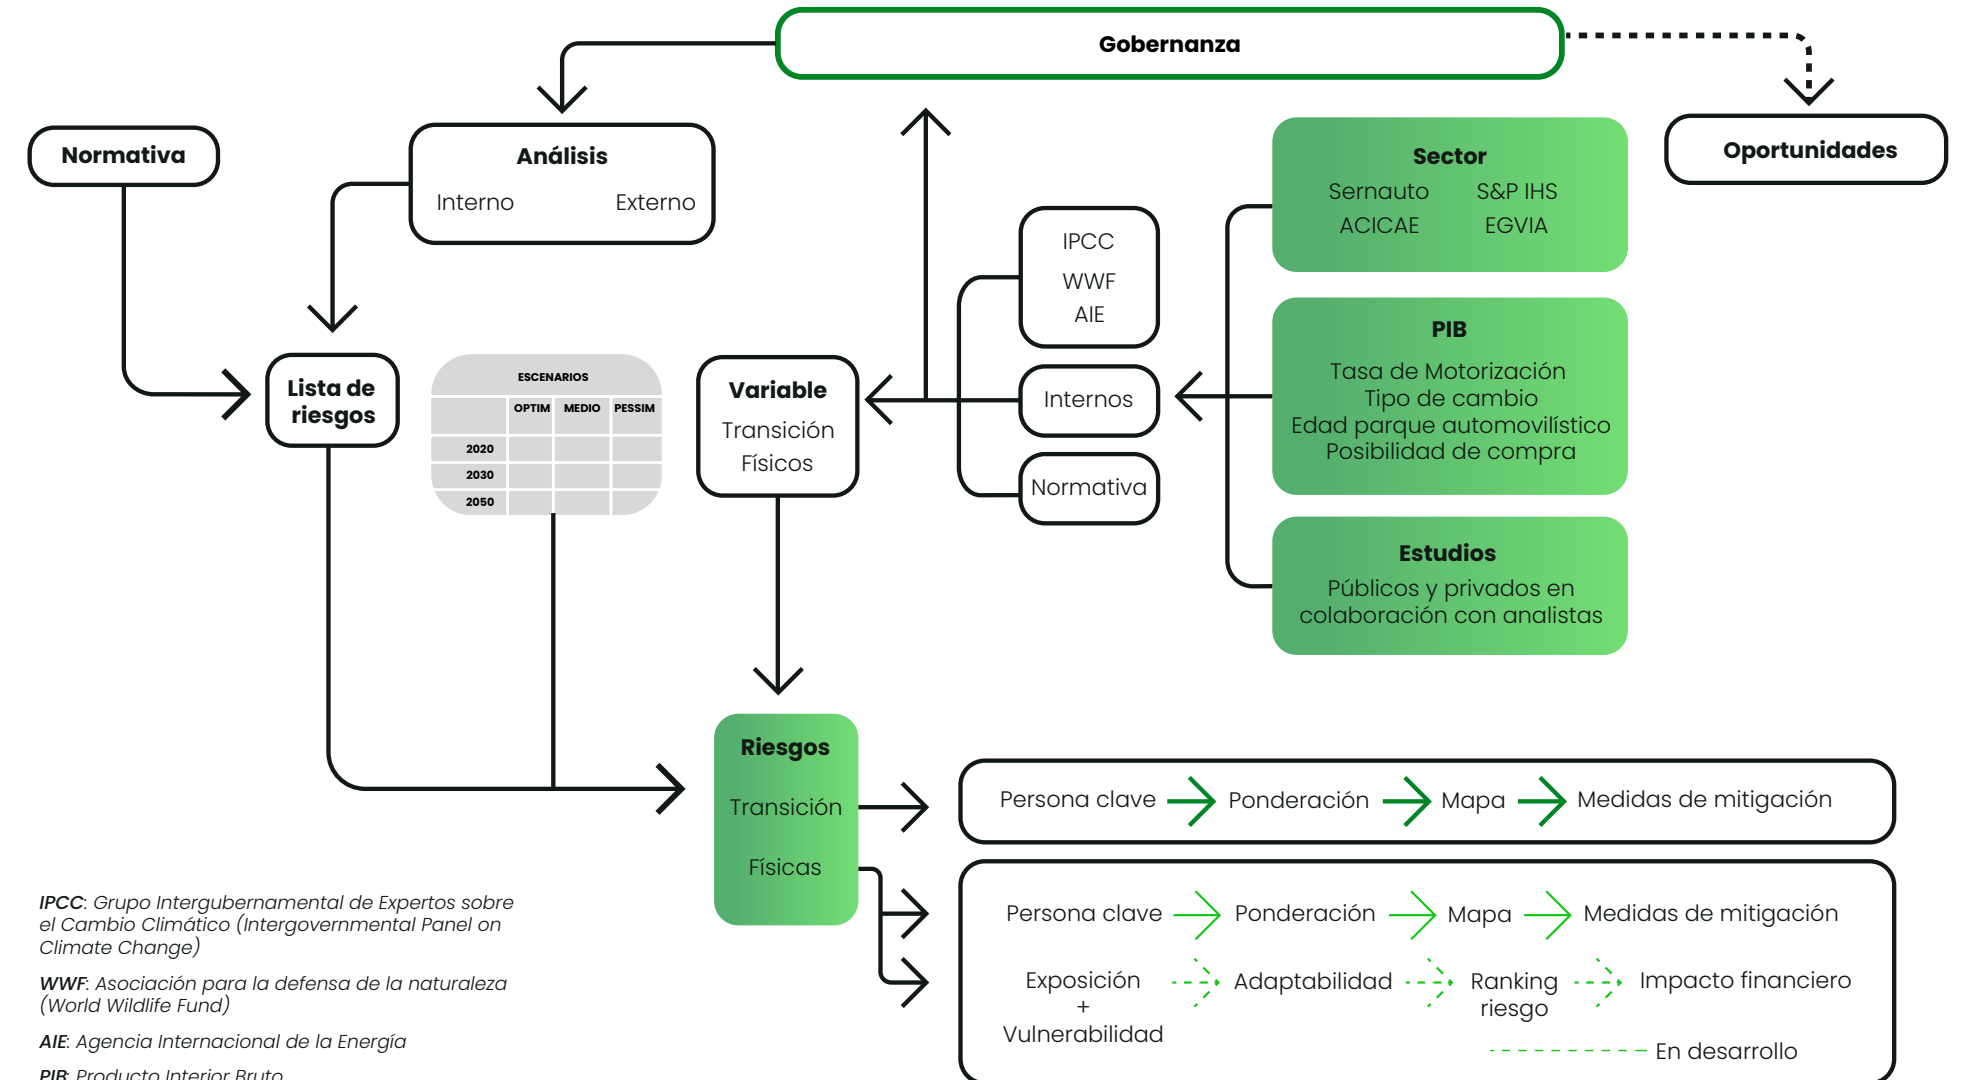 Gobernanza
Normativa
Análisis
Interno Externo
Oportunidades
Sector
Sernauto S&P IHS
ACICAE EGVIA
IPCC
WWF
AIE
Internos
Normativa
PIB
Tasa de Motorización
Tipo de cambio
Edad parque automovilístico
Posibilidad de compra
Estudios
Públicos y privados en
colaboración con analistas
Lista de
riesgos
ESCENARIOS
OPTIM MEDIO PESSIM
2020
2030
2050
Variable
Transición
Físicos
Riesgos
Transición
Físicas
Persona clave Ponderación Mapa Medidas de mitigación
Persona clave Ponderación Mapa Medidas de mitigación
Exposición
+
Vulnerabilidad
Adaptabilidad
Ranking
riesgo
Impacto financiero
En desarrollo
IPCC: Grupo Intergubernamental de Expertos sobre
el Cambio Climático (Intergovernmental Panel on
Climate Change)
WWF: Asociación para la defensa de la naturaleza
(World Wildlife Fund)
AIE: Agencia Internacional de la Energía
PIB: Producto Interior Bruto